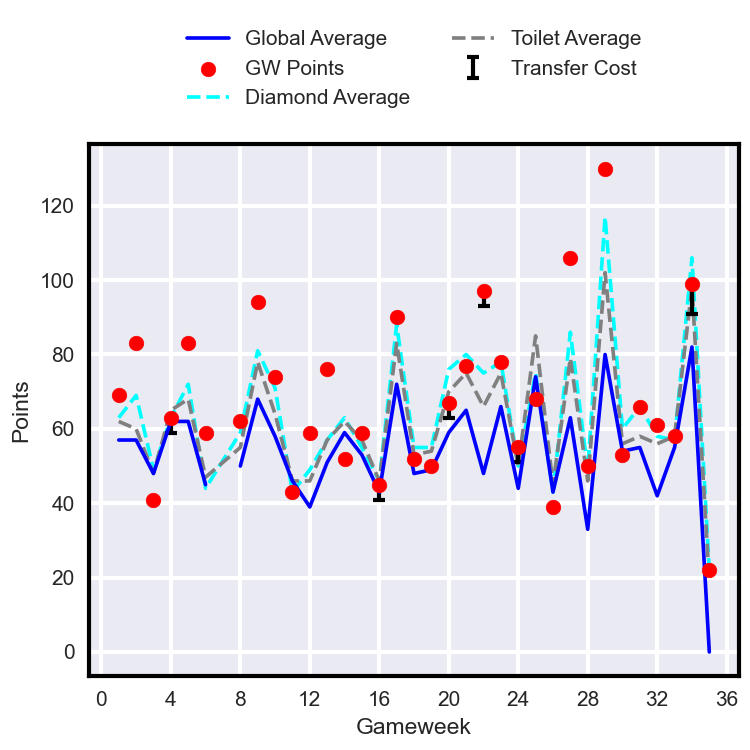 Global Average
GW Points
Diamond Average
Toilet Average
Transfer Cost
Points
120
100
80
60
40
20
0
0 4 8 12 16 20 24 28 32 36
Gameweek